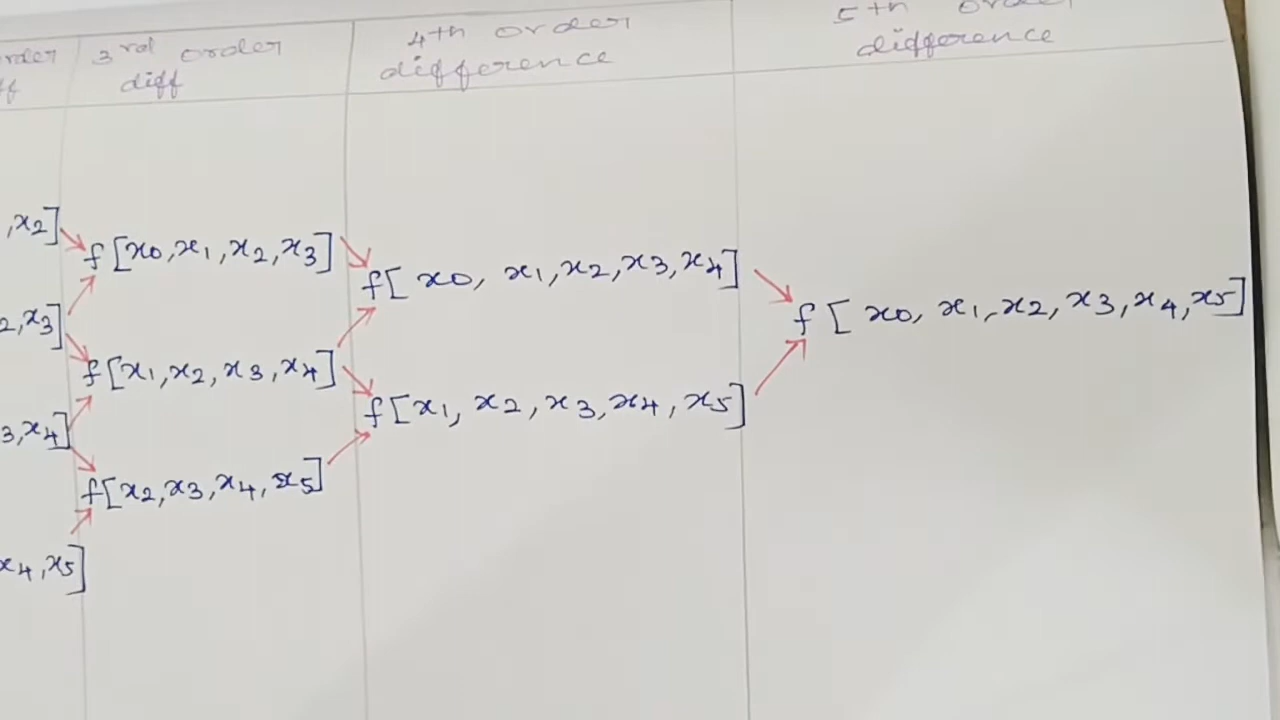 3rd order
diff
4th order
difference
5th order
difference
,x2]
f[x0,x1,x2,x3]
f[x0, x1,x2,x3,x4]
f[x0, x1,x2,x3,x4,x5]
2,x3]
f[x1,x2,x3,x4]
f[x1, x2,x3,x4,x5]
3,x4]
f[x2,x3,x4,x5]
x4,x5]